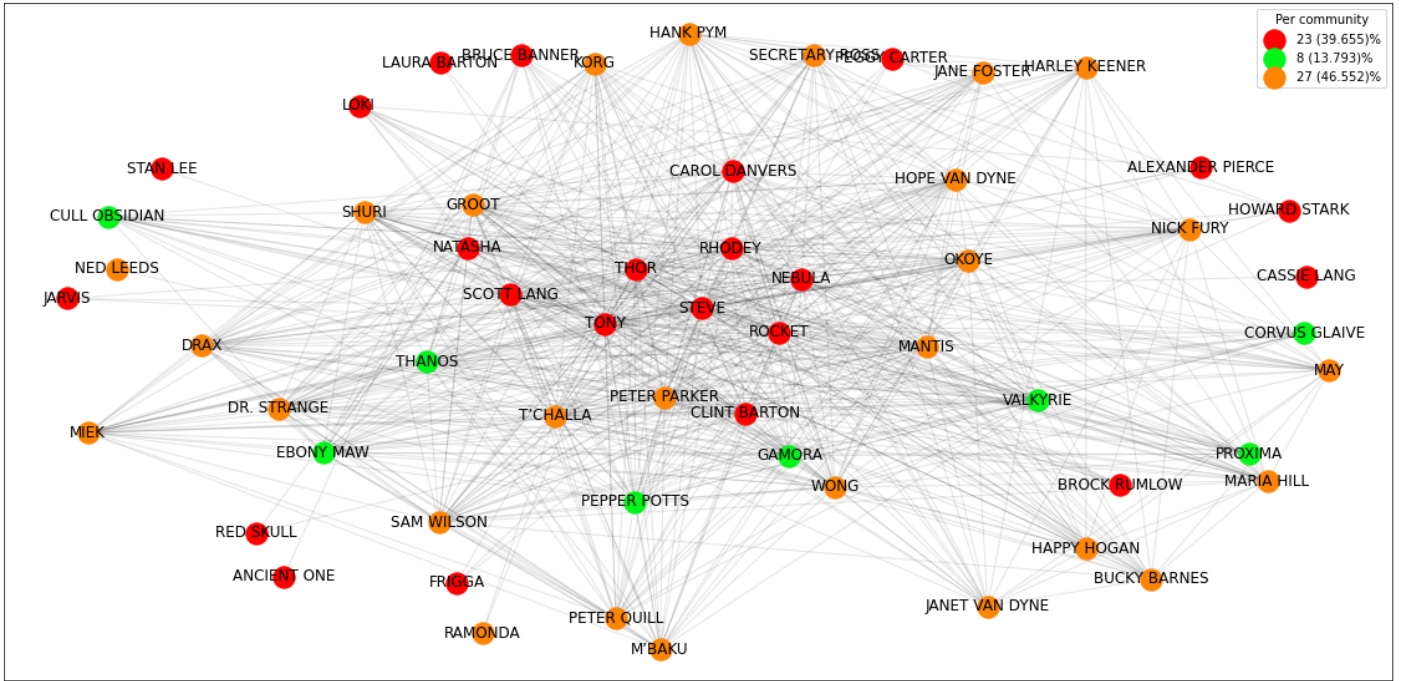 HANK PYM
Per community
23 (39.655)%
8 (13.793)%
27 (46.552)%
LAURA BARTON
BRUCE BANNER
KORG
SECRETARY ROSS
PEGGY CARTER
JANE FOSTER
HARLEY KEENER
LOKI
STAN LEE
CAROL DANVERS
HOPE VAN DYNE
ALEXANDER PIERCE
CULL OBSIDIAN
SHURI
GROOT
HOWARD STARK
NICK FURY
NATASHA
RHODEY
THOR
OKOYE
NED LEEDS
NEBULA
CASSIE LANG
JARVIS
SCOTT LANG
STEVE
TONY
ROCKET
CORVUS GLAIVE
DRAX
MANTIS
THANOS
MAY
DR. STRANGE
PETER PARKER
VALKYRIE
T’CHALLA
CLINT BARTON
MIEK
EBONY MAW
GAMORA
PROXIMA
WONG
BROCK RUMLOW
MARIA HILL
PEPPER POTTS
SAM WILSON
RED SKULL
HAPPY HOGAN
ANCIENT ONE
FRIGGA
BUCKY BARNES
JANET VAN DYNE
PETER QUILL
RAMONDA
M’BAKU